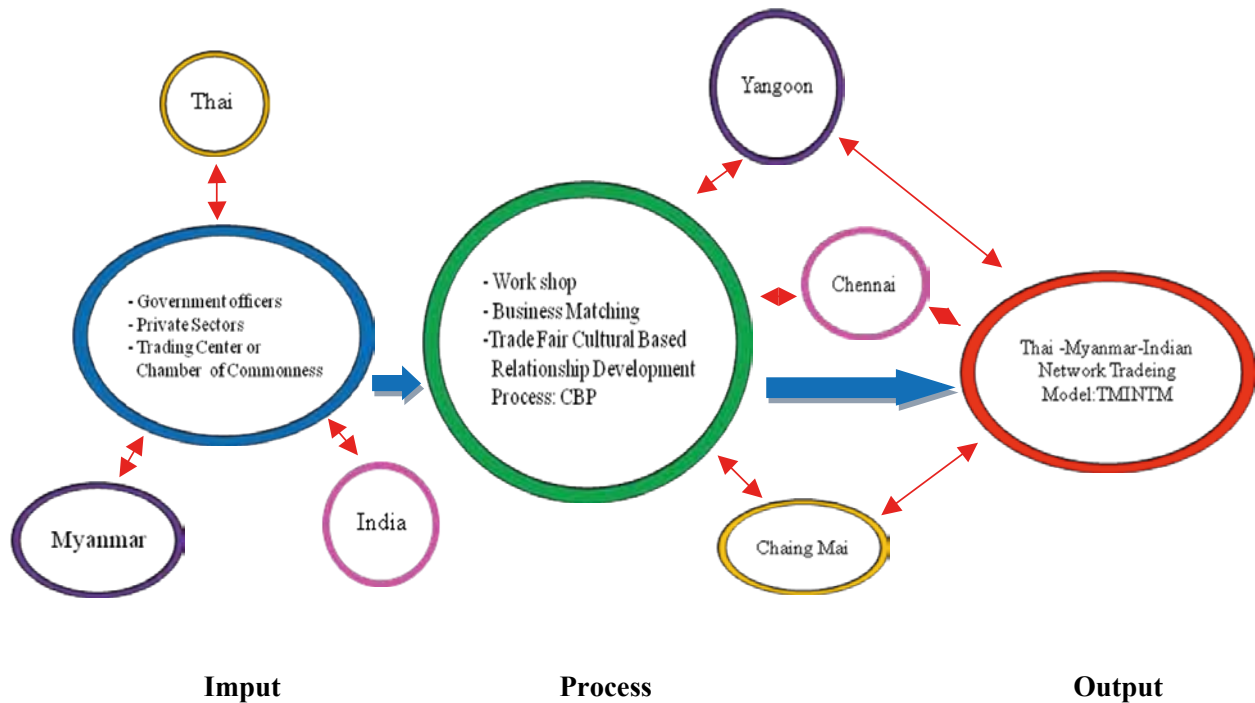 Thai
- Government officers
- Private Sectors
- Trading Center or
Chamber of Commonness
Myanmar
India
- Work shop
- Business Matching
-Trade Fair Cultural Based
Relationship Development
Process: CBP
Yangoon
Chennai
Chaing Mai
Thai -Myanmar-Indian
Network Tradeing
Model:TMINTM
Imput
Process
Output